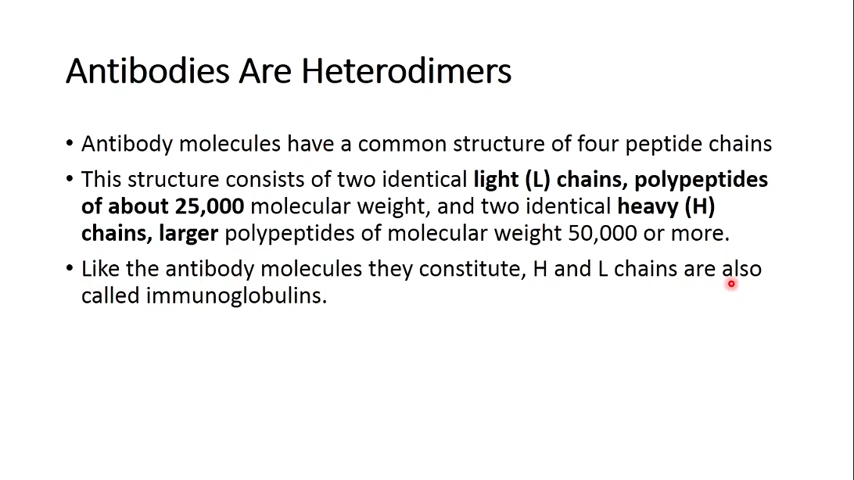 Antibodies Are Heterodimers
• Antibody molecules have a common structure of four peptide chains
• This structure consists of two identical light (L) chains, polypeptides
of about 25,000 molecular weight, and two identical heavy (H)
chains, larger polypeptides of molecular weight 50,000 or more.
• Like the antibody molecules they constitute, H and L chains are also
called immunoglobulins.